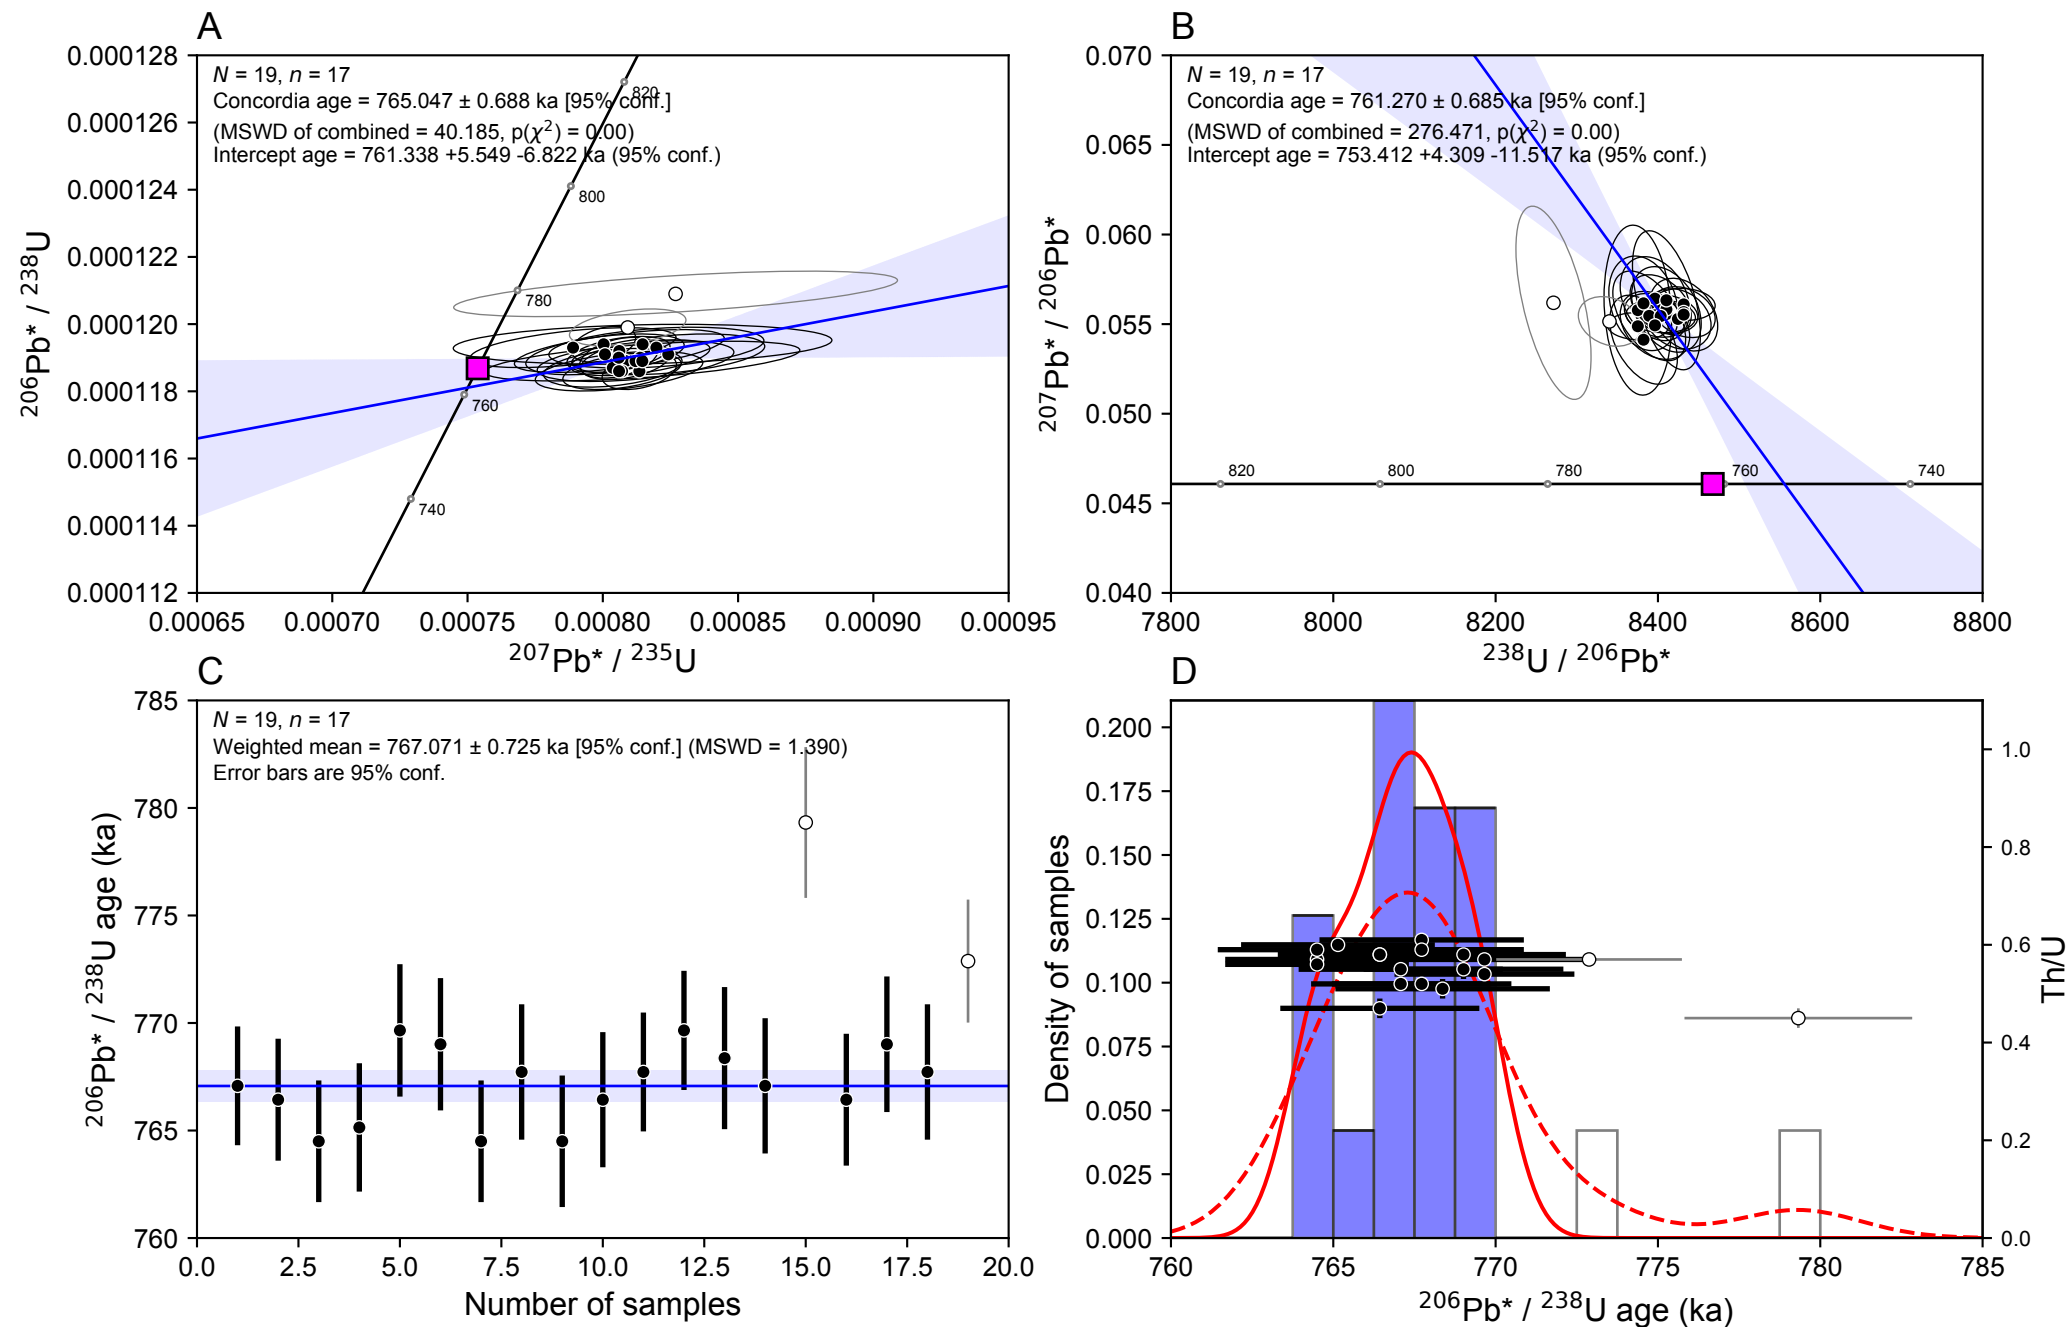 A
N = 19, n = 17
Concordia age = 765.047 ± 0.688 ka [95% conf.]
(MSWD of combined = 40.185, p(χ²) = 0.00)
Intercept age = 761.338 +5.549 -6.822 ka (95% conf.)
0.000128
0.000126
0.000124
0.000122
0.000120
0.000118
0.000116
0.000114
0.000112
²⁰⁶Pb* / ²³⁸U
820
800
780
760
740
0.00065 0.00070 0.00075 0.00080 0.00085 0.00090 0.00095
²⁰⁷Pb* / ²³⁵U
B
N = 19, n = 17
Concordia age = 761.270 ± 0.685 ka [95% conf.]
(MSWD of combined = 276.471, p(χ²) = 0.00)
Intercept age = 753.412 +4.309 -11.517 ka (95% conf.)
0.070
0.065
0.060
0.055
0.050
0.045
0.040
²⁰⁷Pb* / ²⁰⁶Pb*
820 800 780 760 740
7800 8000 8200 8400 8600 8800
²³⁸U / ²⁰⁶Pb*
C
N = 19, n = 17
Weighted mean = 767.071 ± 0.725 ka [95% conf.] (MSWD = 1.390)
Error bars are 95% conf.
785
780
775
770
765
760
²⁰⁶Pb* / ²³⁸U age (ka)
0.0 2.5 5.0 7.5 10.0 12.5 15.0 17.5 20.0
Number of samples
D
0.200
0.175
0.150
0.125
0.100
0.075
0.050
0.025
0.000
Density of samples
1.0
0.8
0.6
0.4
0.2
0.0
Th/U
760 765 770 775 780 785
²⁰⁶Pb* / ²³⁸U age (ka)